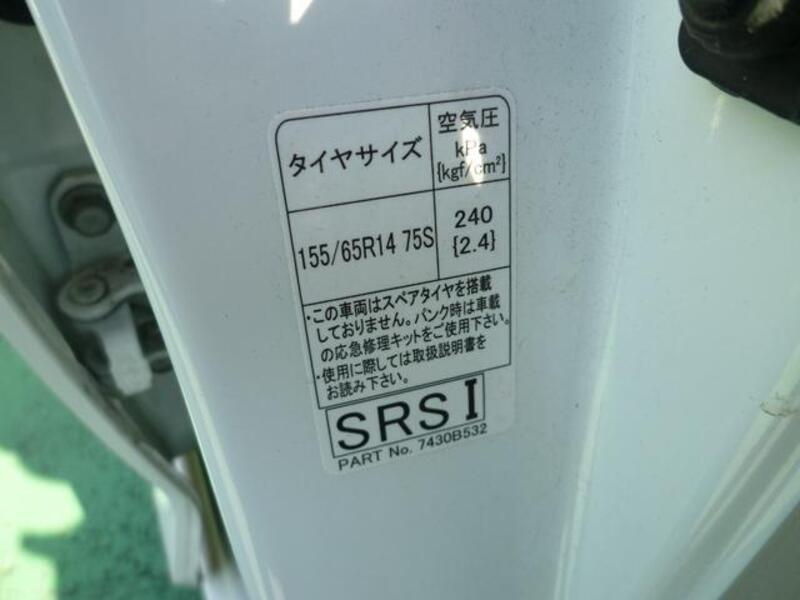 タイヤサイズ
空気圧
kPa
{kgf/cm²}
155/65R14 75S
240
{2.4}
・この車両はスペアタイヤを搭載
しておりません。パンク時は車載
の応急修理キットをご使用下さい。
・使用に際しては取扱説明書を
お読み下さい。
SRS I
PART No. 7430B532